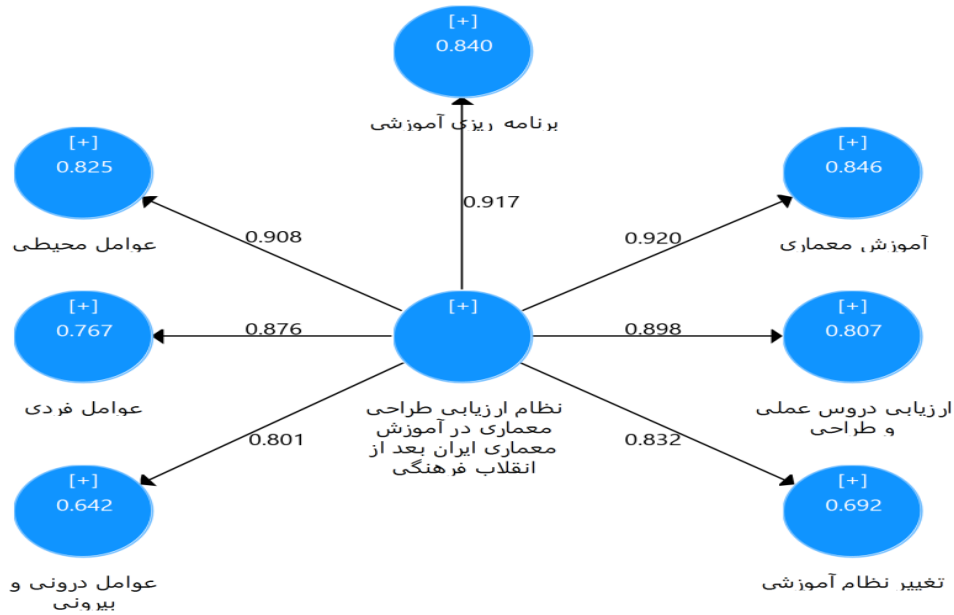 [+]
0.840
برنامه ریزی آموزشی
[+]
0.825
عوامل محیطی
[+]
0.846
آموزش معماری
0.917
0.908
0.920
[+]
0.767
عوامل فردی
0.876
[+]
نظام ارزیابی طراحی
معماری در آموزش
معماری ایران بعد از
انقلاب فرهنگی
0.898
[+]
0.807
ارزیابی دروس عملی
و طراحی
0.801
0.832
[+]
0.642
عوامل درونی و
بیرونی
[+]
0.692
تغییر نظام آموزشی